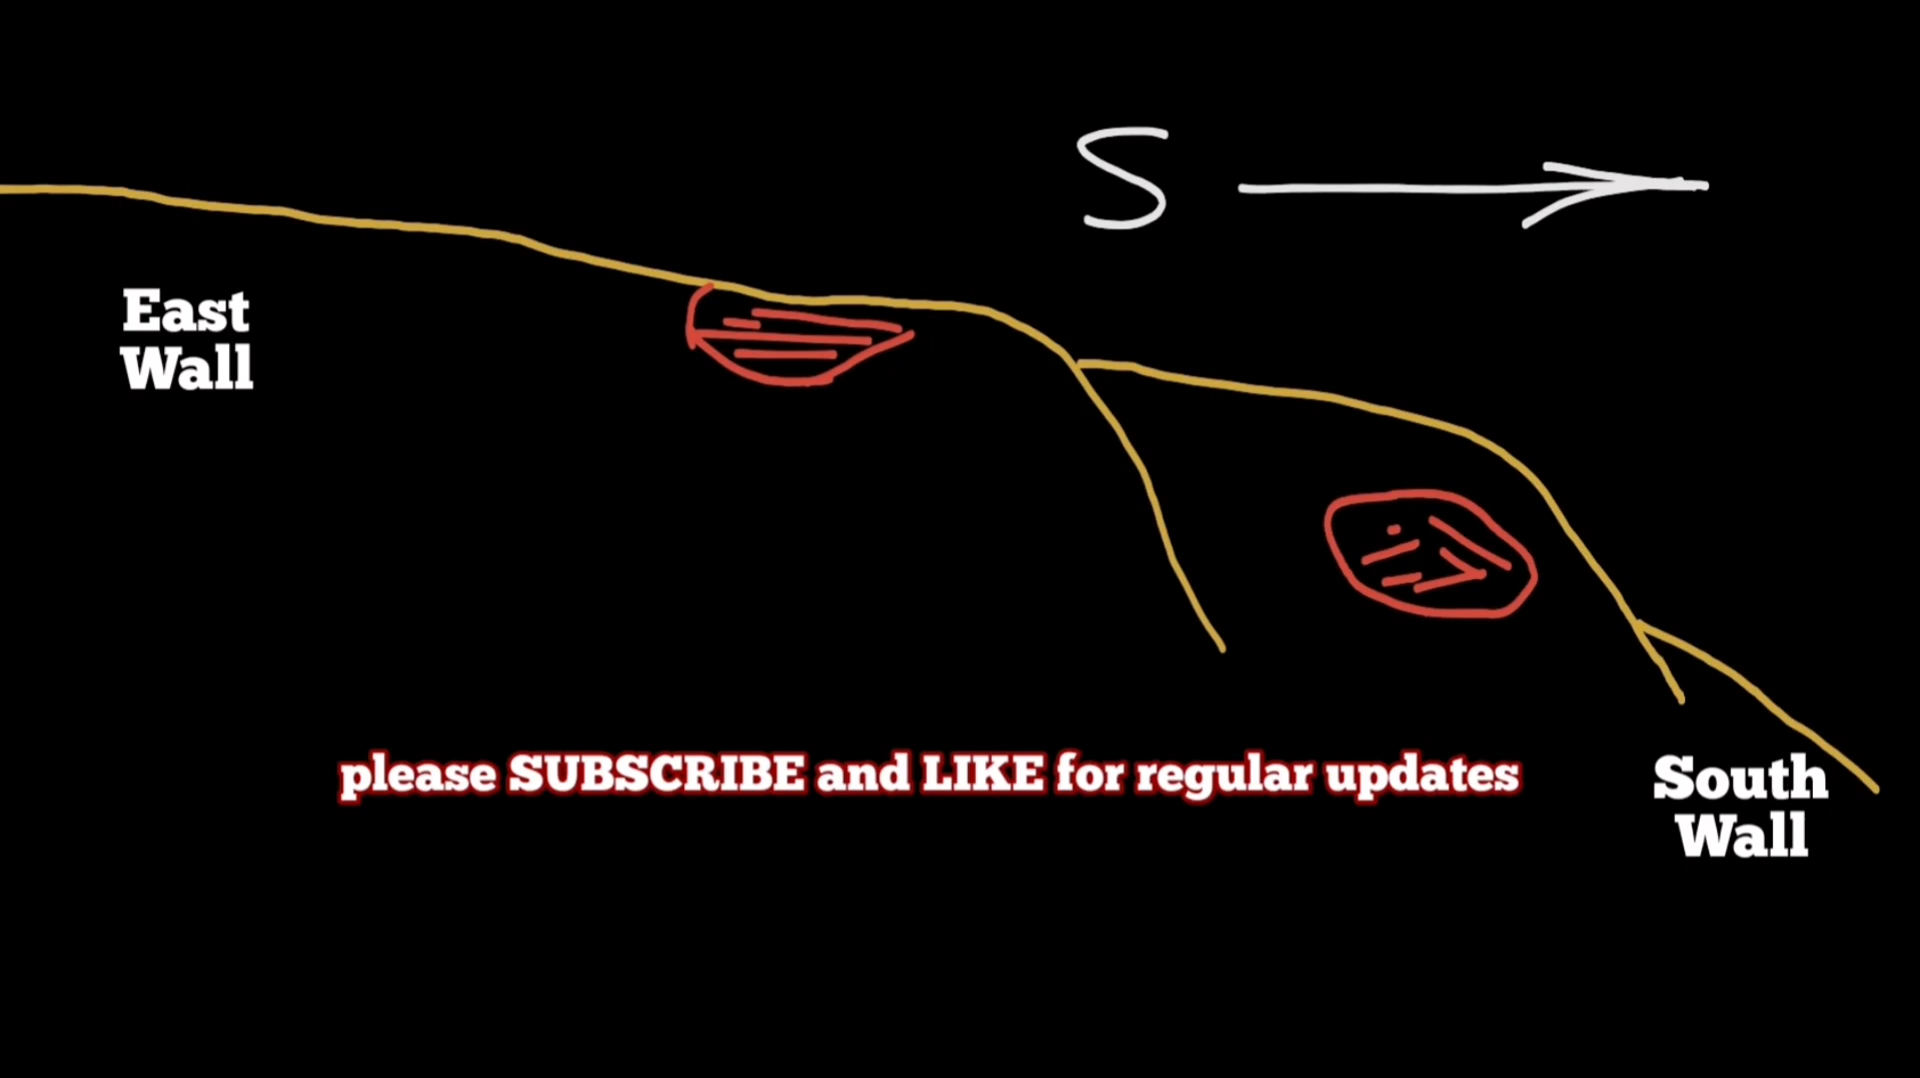 S
East
Wall
please SUBSCRIBE and LIKE for regular updates
South
Wall